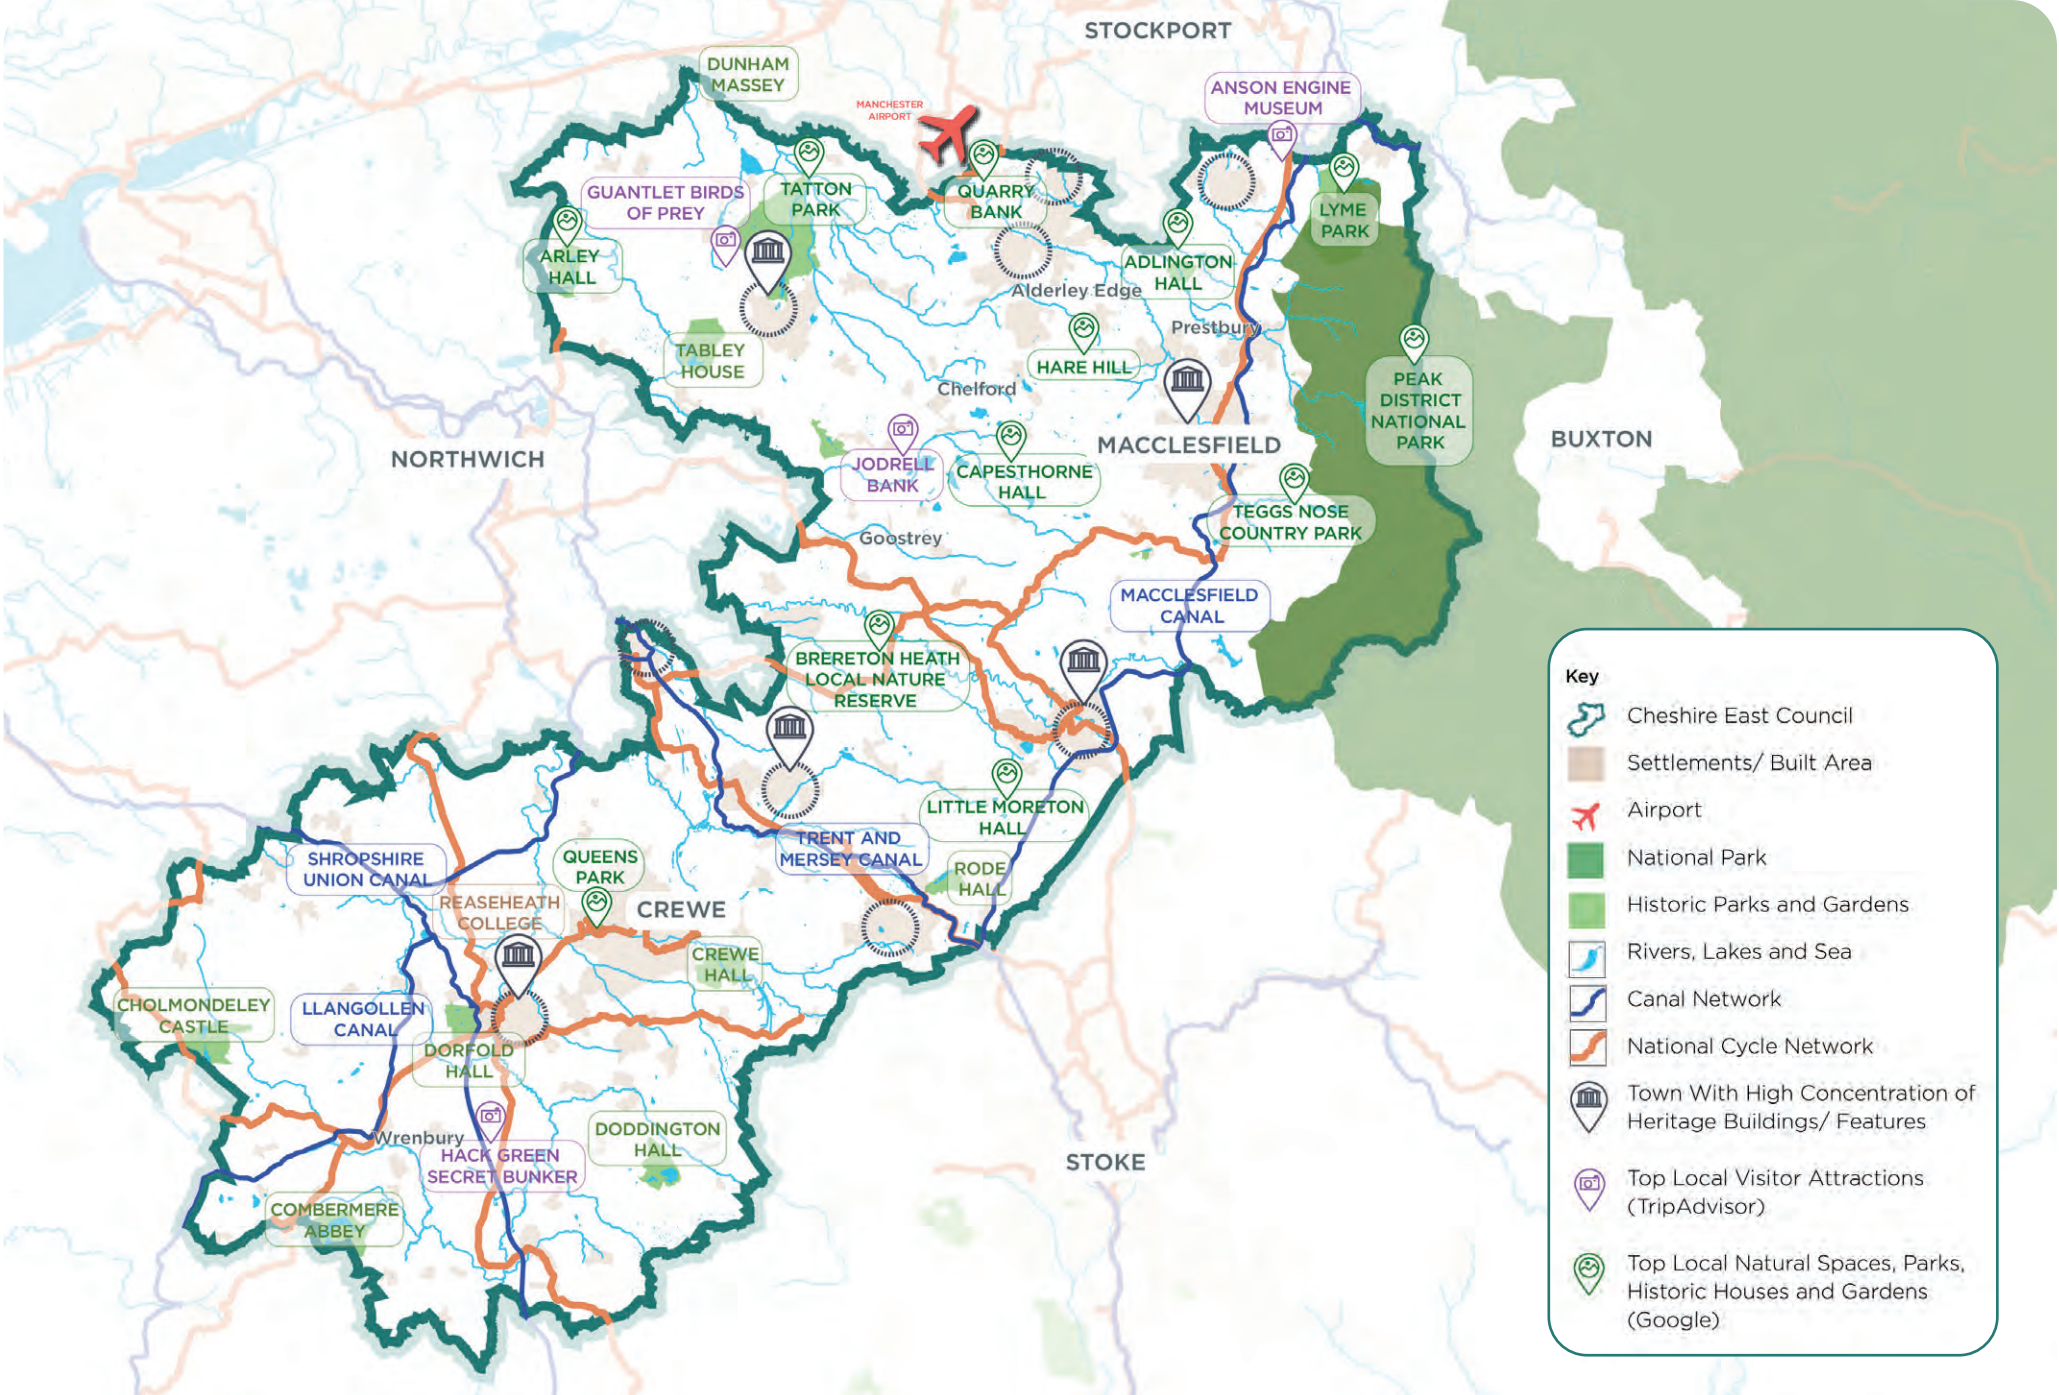 STOCKPORT
DUNHAM
MASSEY
ANSON ENGINE
MUSEUM
MANCHESTER
AIRPORT
GUANTLET BIRDS
OF PREY
TATTON
PARK
QUARRY
BANK
LYME
PARK
ARLEY
HALL
ADLINGTON
HALL
Alderley Edge
Prestbury
TABLEY
HOUSE
HARE HILL
Chelford
PEAK
DISTRICT
NATIONAL
PARK
NORTHWICH
MACCLESFIELD
BUXTON
JODRELL
BANK
CAPESTHORNE
HALL
TEGGS NOSE
COUNTRY PARK
Goostrey
MACCLESFIELD
CANAL
BRERETON HEATH
LOCAL NATURE
RESERVE
LITTLE MORETON
HALL
TRENT AND
MERSEY CANAL
SHROPSHIRE
UNION CANAL
QUEENS
PARK
RODE
HALL
REASEHEATH
COLLEGE
CREWE
CREWE
HALL
CHOLMONDELEY
CASTLE
LLANGOLLEN
CANAL
DORFOLD
HALL
Wrenbury
HACK GREEN
SECRET BUNKER
DODDINGTON
HALL
STOKE
COMBERMERE
ABBEY
Key
Cheshire East Council
Settlements/ Built Area
Airport
National Park
Historic Parks and Gardens
Rivers, Lakes and Sea
Canal Network
National Cycle Network
Town With High Concentration of
Heritage Buildings/ Features
Top Local Visitor Attractions
(TripAdvisor)
Top Local Natural Spaces, Parks,
Historic Houses and Gardens
(Google)